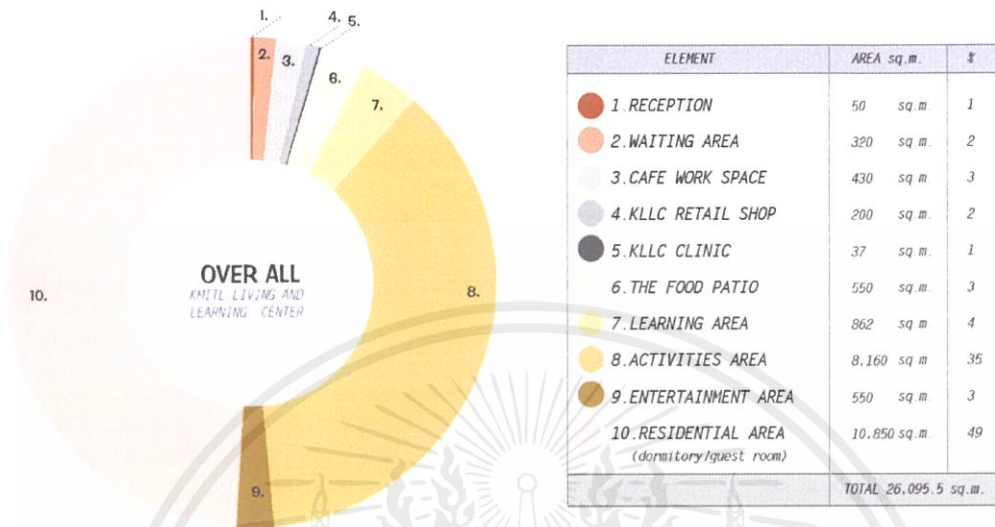 1.
2.
3.
4.
5.
6.
7.
8.
9.
10.
OVER ALL
KMITL LIVING AND
LEARNING CENTER
ELEMENT AREA sq.m. %
1.RECEPTION 50 sq.m. 1
2.WAITING AREA 320 sq.m. 2
3.CAFE WORK SPACE 430 sq m. 3
4.KLLC RETAIL SHOP 200 sq m. 2
5.KLLC CLINIC 37 sq m. 1
6.THE FOOD PATIO 550 sq m. 3
7.LEARNING AREA 862 sq m. 4
8.ACTIVITIES AREA 8,160 sq m 35
9.ENTERTAINMENT AREA 550 sq m. 3
10.RESIDENTIAL AREA 10,850 sq m. 49
(dormitory/guest room)
TOTAL 26,095.5 sq.m.